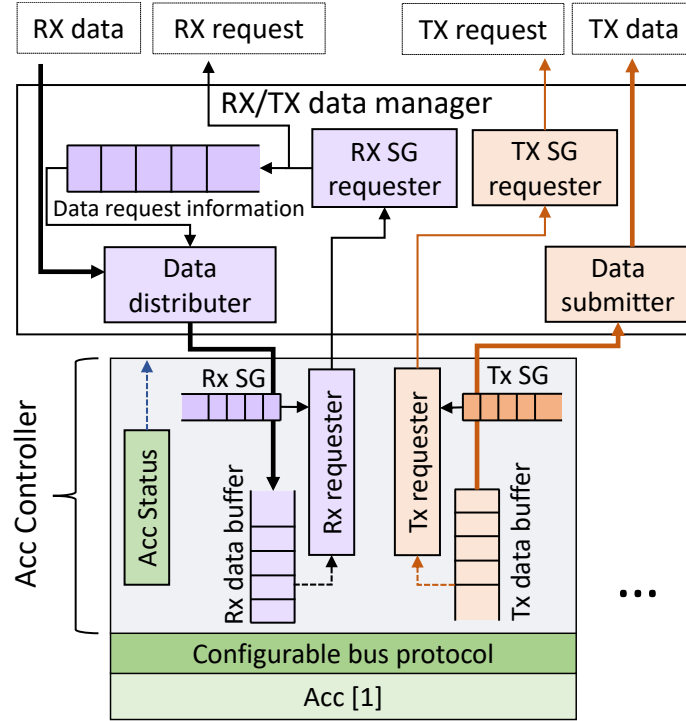 RX data
RX request
TX request
TX data
RX/TX data manager
RX SG
requester
TX SG
requester
Data request information
Data
distributer
Data
submitter
Acc Controller
Rx SG
Tx SG
Acc Status
Rx data buffer
Rx requester
Tx requester
Tx data buffer
...
Configurable bus protocol
Acc [1]